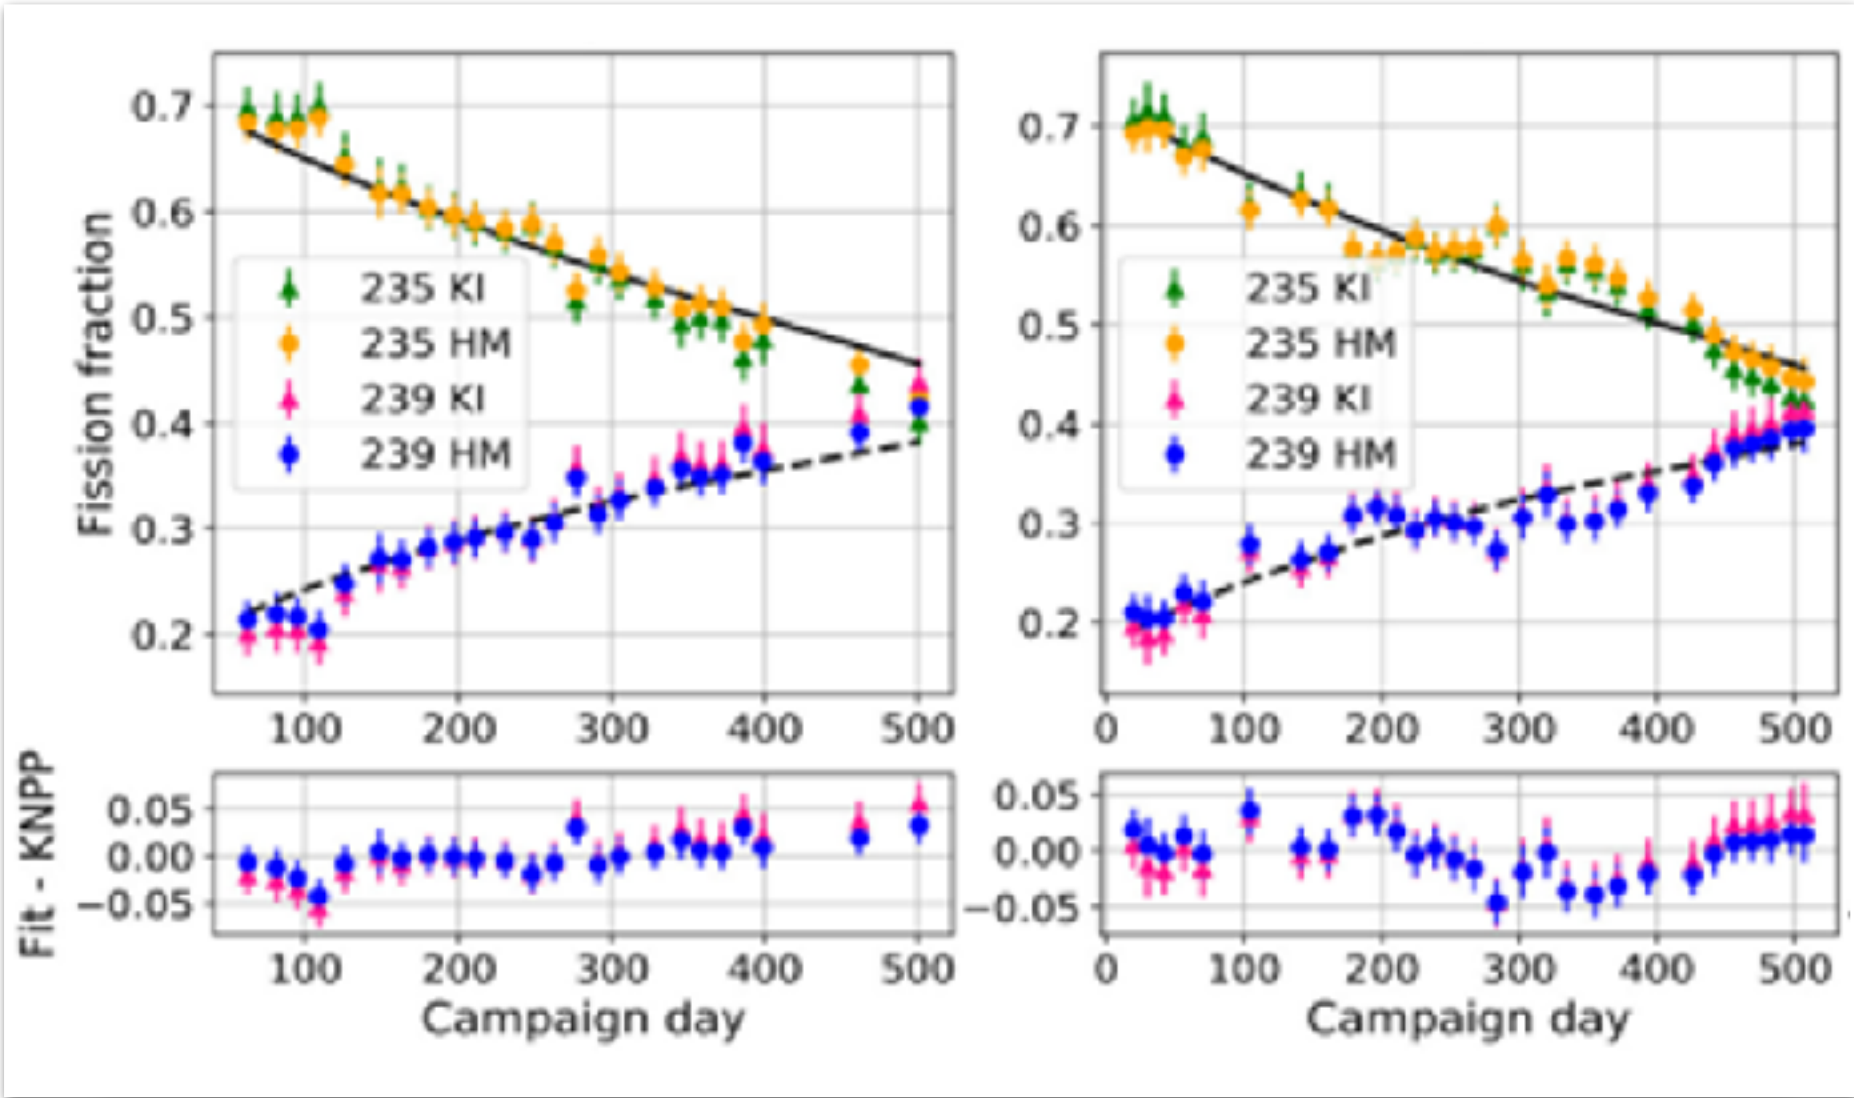 Fission fraction
0.7
0.6
0.5
0.4
0.3
0.2
235 KI
235 HM
239 KI
239 HM
100 200 300 400 500
0.7
0.6
0.5
0.4
0.3
0.2
235 KI
235 HM
239 KI
239 HM
0 100 200 300 400 500
Fit - KNPP
0.05
0.00
−0.05
100 200 300 400 500
Campaign day
0.05
0.00
−0.05
0 100 200 300 400 500
Campaign day